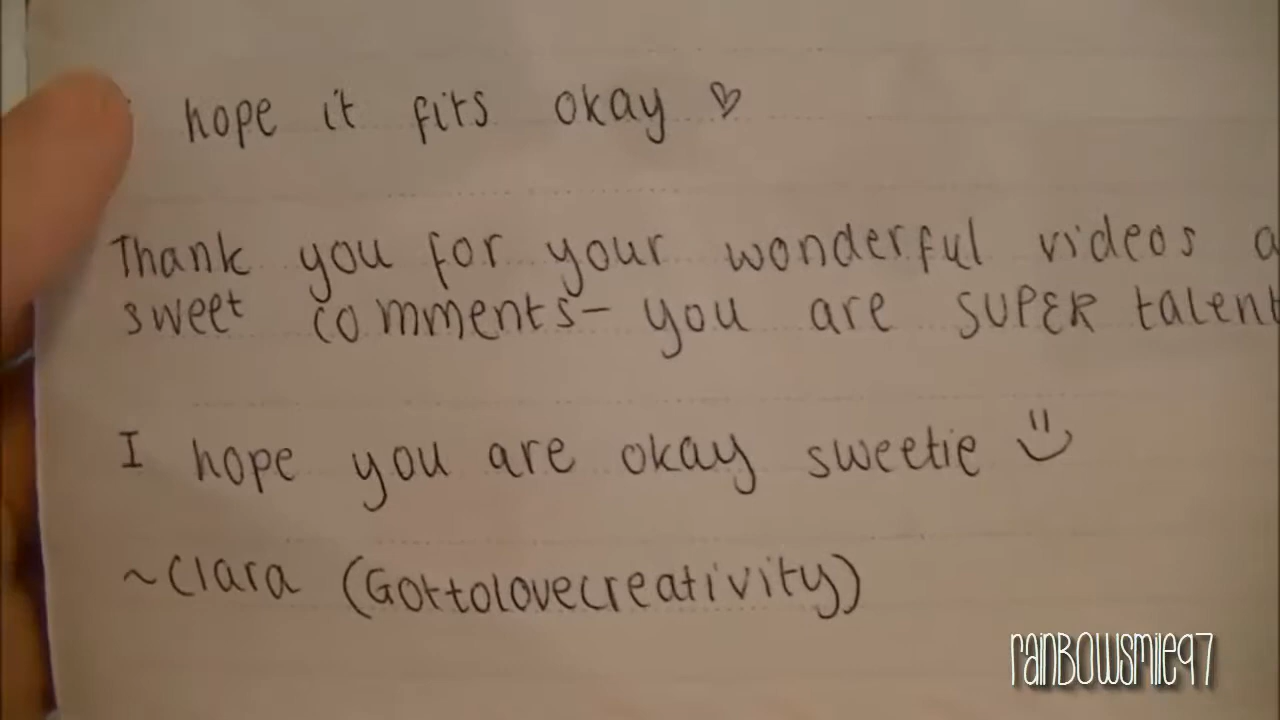 hope it fits okay ♡
Thank you for your wonderful videos a
sweet comments- you are SUPER talent
I hope you are okay sweetie
~Clara (Gottolovecreativity)
rainbowsmile97